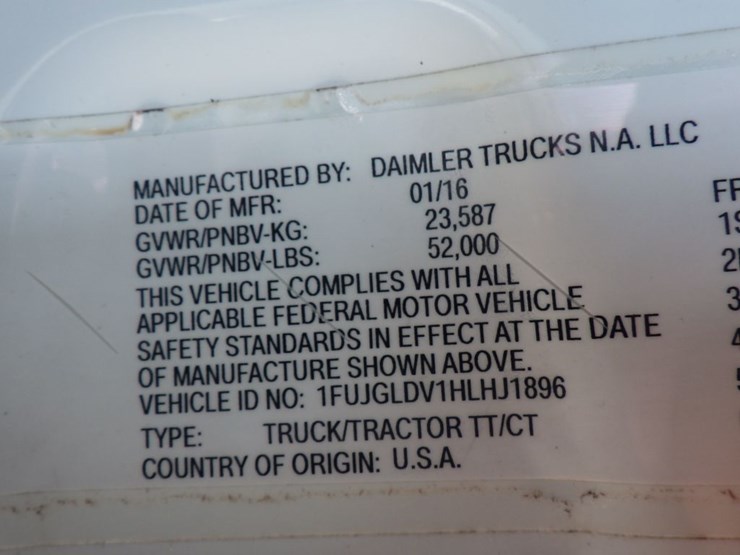 MANUFACTURED BY: DAIMLER TRUCKS N.A. LLC
DATE OF MFR: 01/16
GVWR/PNBV-KG: 23,587
GVWR/PNBV-LBS: 52,000
THIS VEHICLE COMPLIES WITH ALL
APPLICABLE FEDERAL MOTOR VEHICLE
SAFETY STANDARDS IN EFFECT AT THE DATE
OF MANUFACTURE SHOWN ABOVE.
VEHICLE ID NO: 1FUJGLDV1HLHJ1896
TYPE: TRUCK/TRACTOR TT/CT
COUNTRY OF ORIGIN: U.S.A.